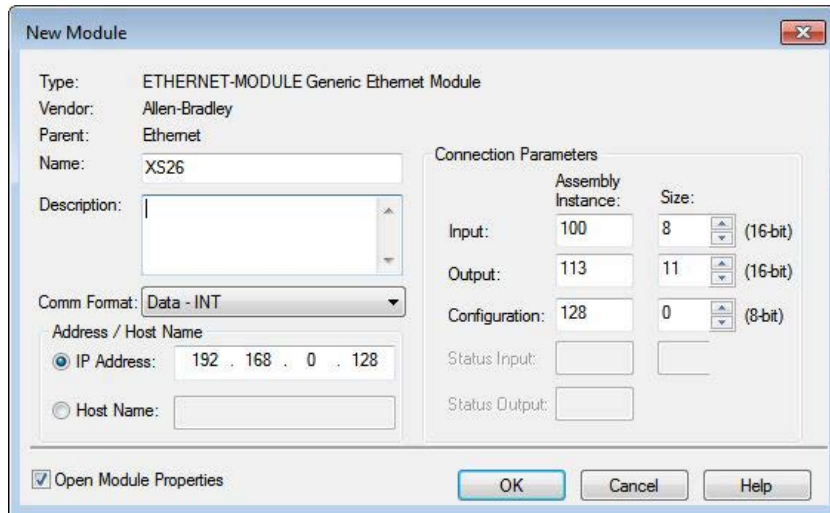 New Module
Type: ETHERNET-MODULE Generic Ethernet Module
Vendor: Allen-Bradley
Parent: Ethernet
Name: XS26
Description:
Comm Format: Data - INT
Address / Host Name
IP Address: 192 . 168 . 0 . 128
Host Name:
Connection Parameters
Assembly
Instance: Size:
Input: 100 8 (16-bit)
Output: 113 11 (16-bit)
Configuration: 128 0 (8-bit)
Status Input:
Status Output:
Open Module Properties
OK Cancel Help